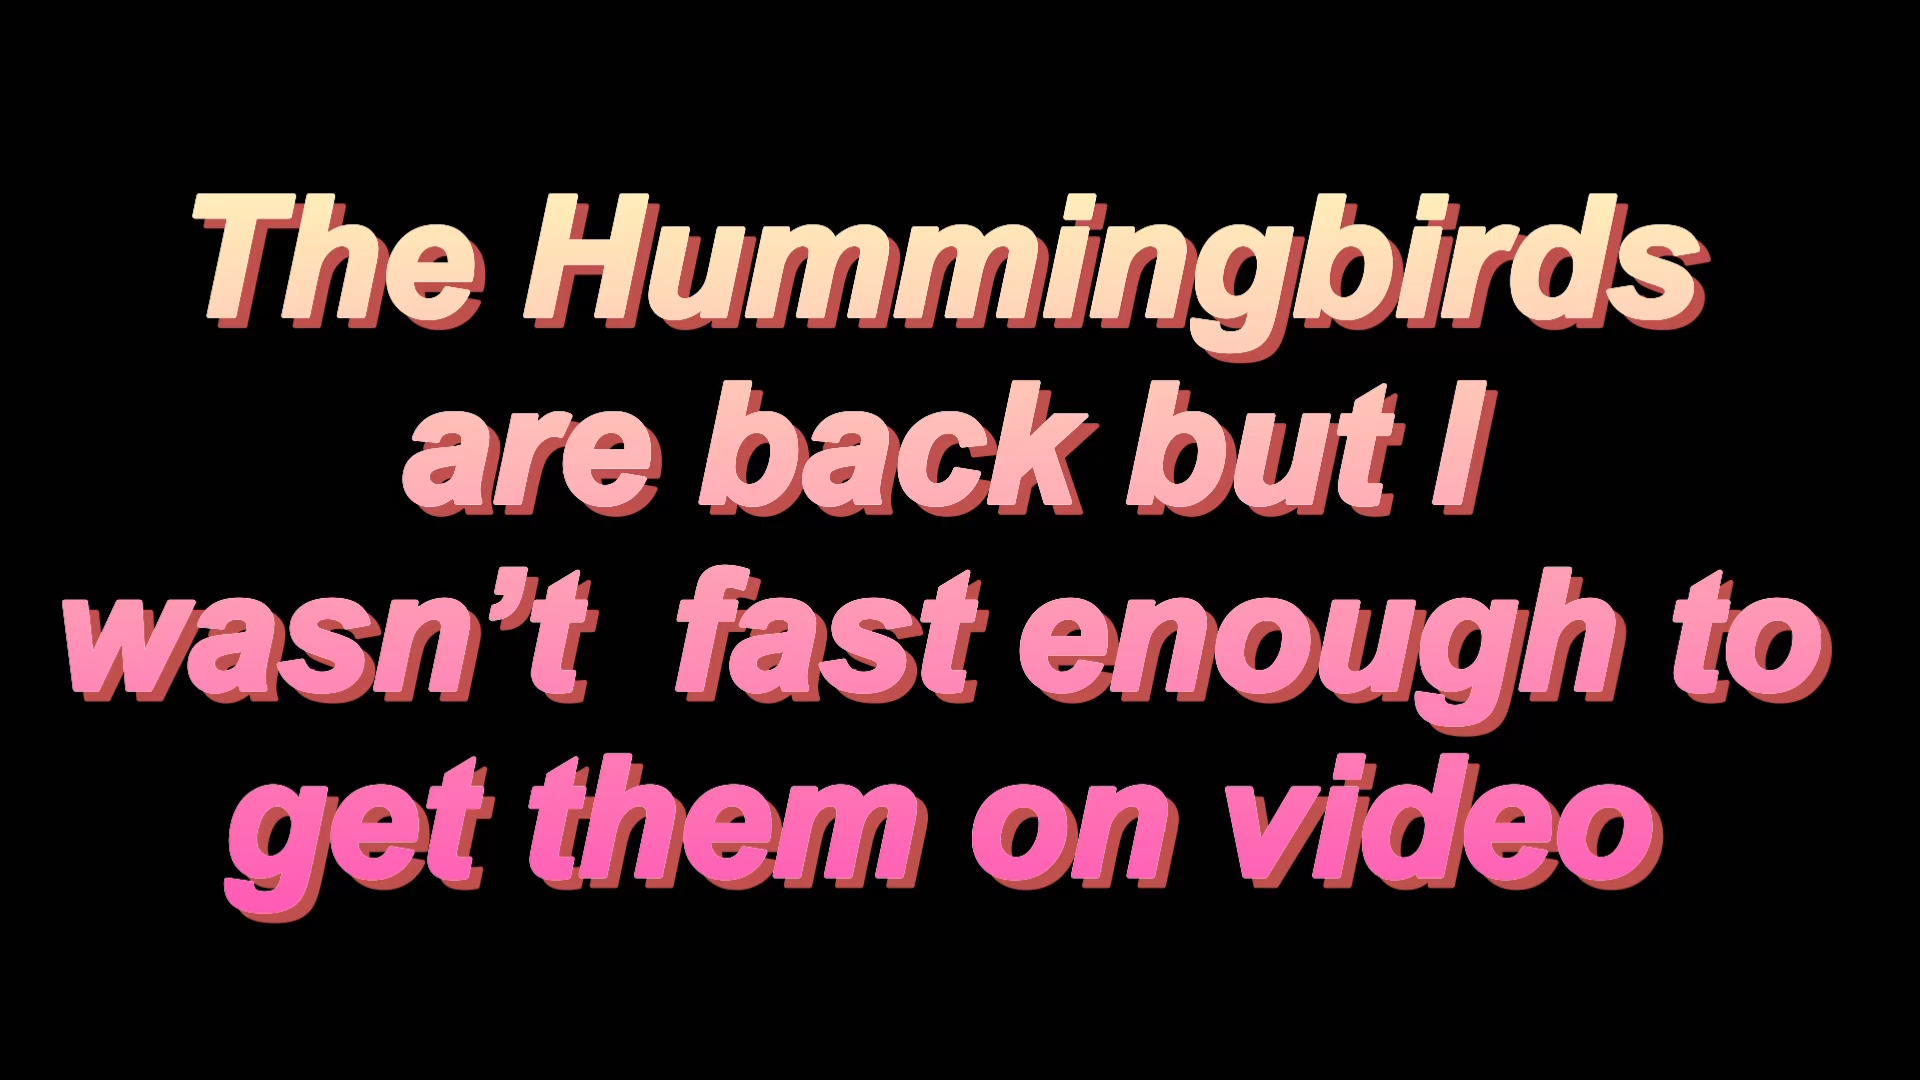 The Hummingbirds
are back but I
wasn’t  fast enough to
get them on video